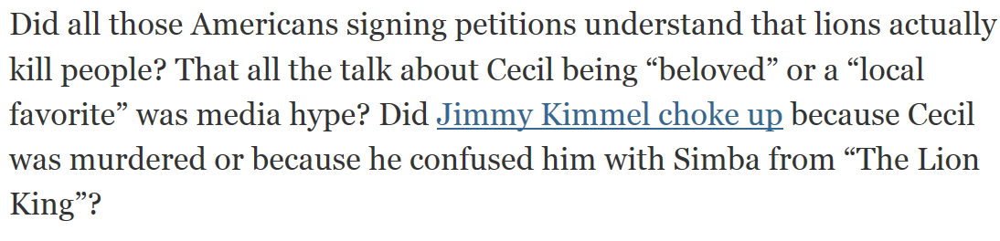 Did all those Americans signing petitions understand that lions actually
kill people? That all the talk about Cecil being “beloved” or a “local
favorite” was media hype? Did Jimmy Kimmel choke up because Cecil
was murdered or because he confused him with Simba from “The Lion
King”?